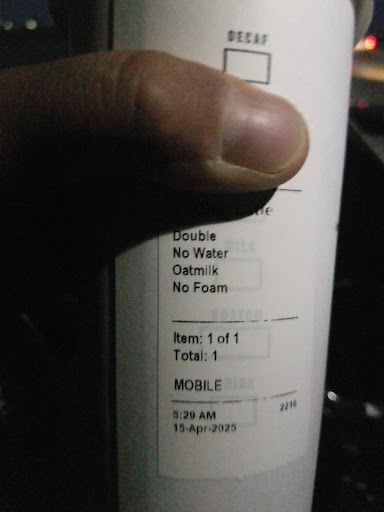 DECAF
Double
No Water
Oatmilk
No Foam
Item: 1 of 1
Total: 1
MOBILE
5:29 AM
2216
15-Apr-2025